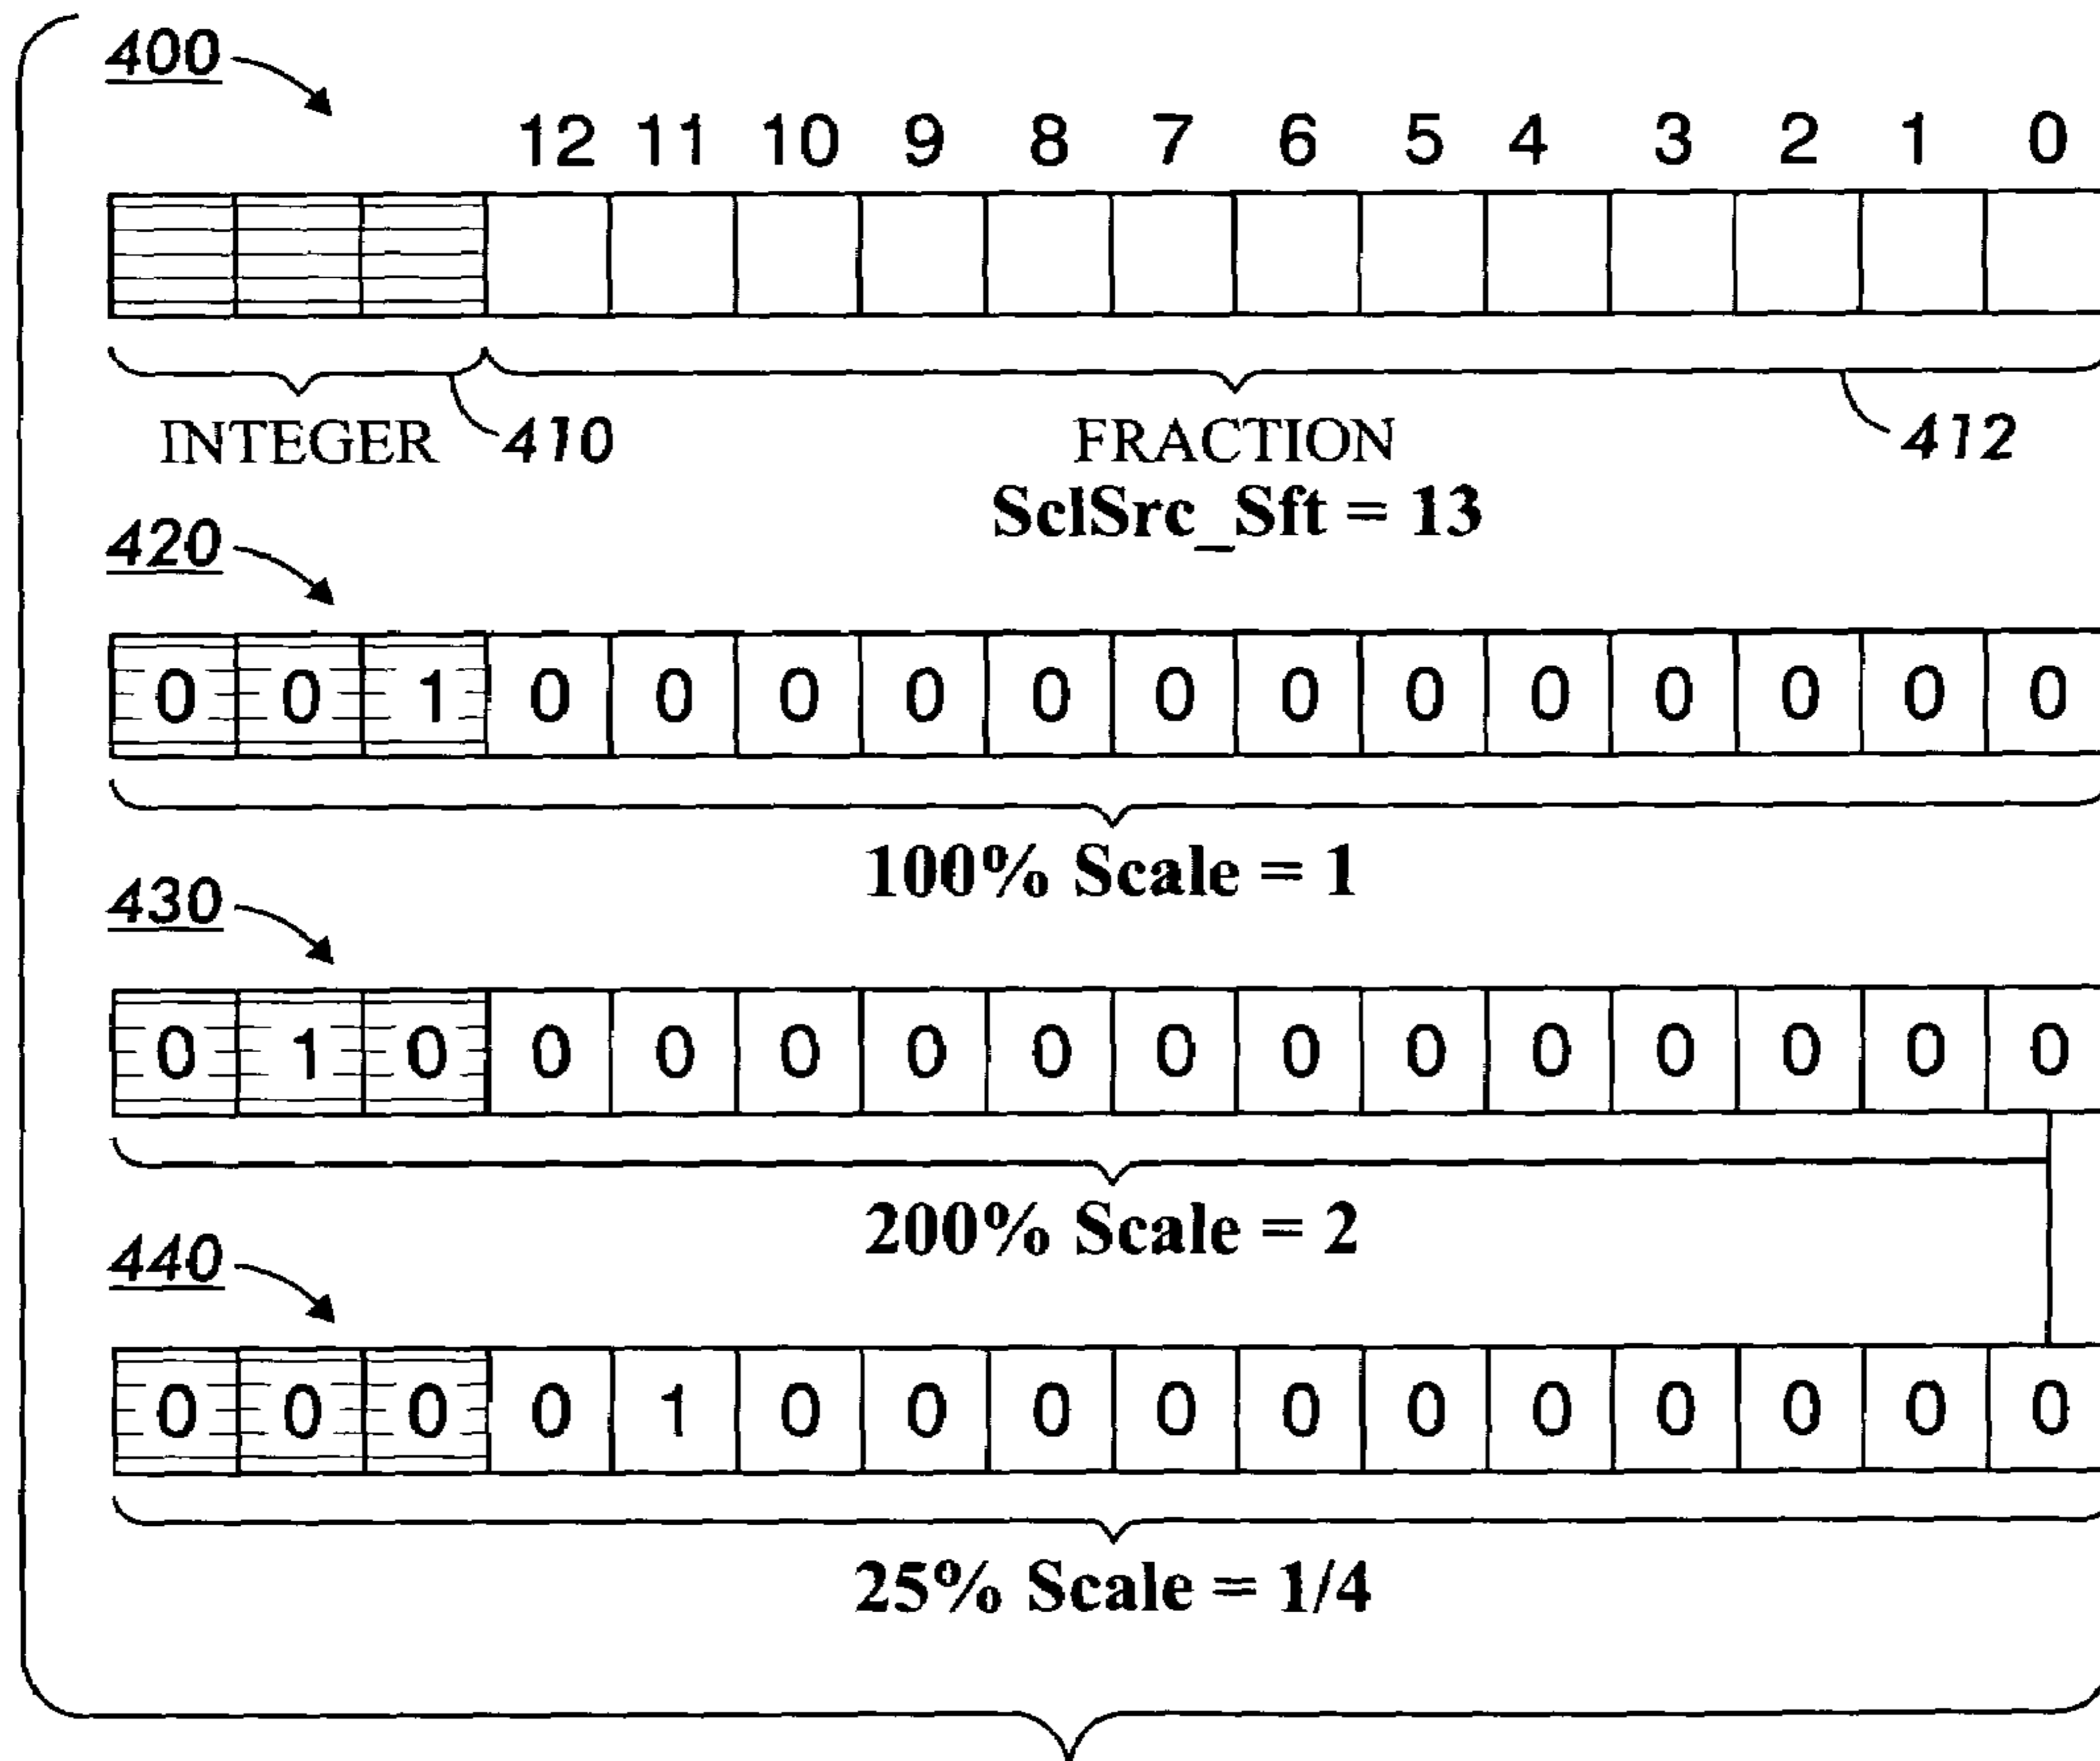 400
12 11 10 9 8 7 6 5 4 3 2 1 0
INTEGER 410 FRACTION 412
SclSrc_Sft = 13
420
0 0 1 0 0 0 0 0 0 0 0 0 0 0 0 0
100% Scale = 1
430
0 1 0 0 0 0 0 0 0 0 0 0 0 0 0 0
200% Scale = 2
440
0 0 0 0 1 0 0 0 0 0 0 0 0 0 0 0
25% Scale = 1/4